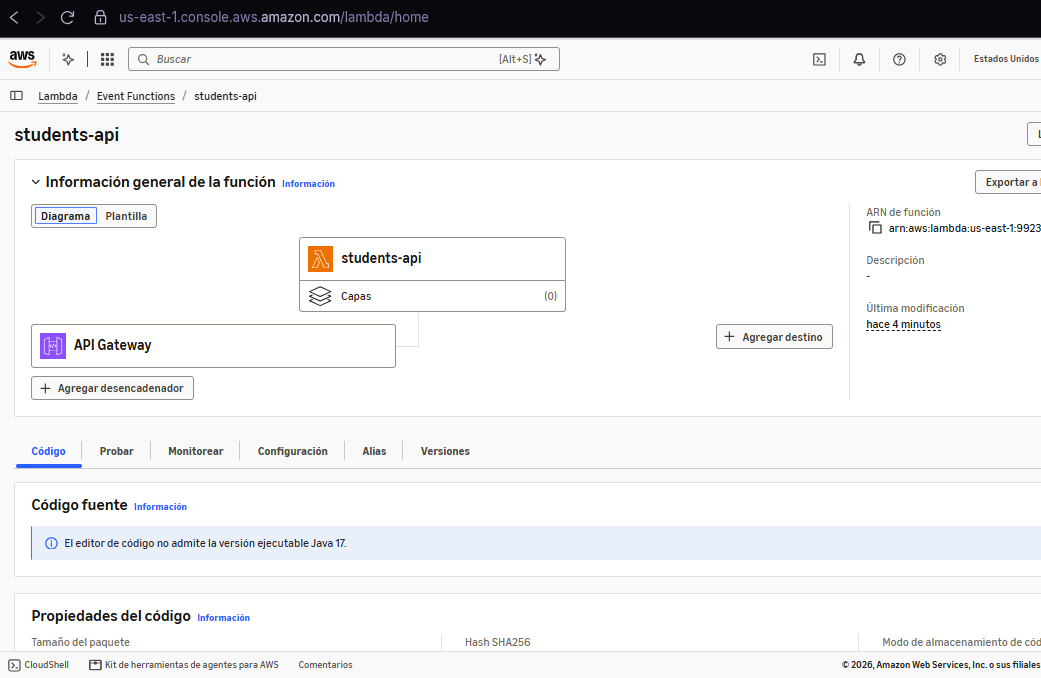 us-east-1.console.aws.amazon.com/lambda/home
aws
Buscar [Alt+S]
Estados Unidos
Lambda / Event Functions / students-api
students-api
Información general de la función Información
Exportar a
Diagrama Plantilla
students-api
Capas (0)
API Gateway
Agregar desencadenador
Agregar destino
ARN de función
arn:aws:lambda:us-east-1:9923
Descripción
-
Última modificación
hace 4 minutos
Código Probar Monitorear Configuración Alias Versiones
Código fuente Información
El editor de código no admite la versión ejecutable Java 17.
Propiedades del código Información
Tamaño del paquete
Hash SHA256
Modo de almacenamiento de cód
CloudShell Kit de herramientas de agentes para AWS Comentarios
© 2026, Amazon Web Services, Inc. o sus filiales